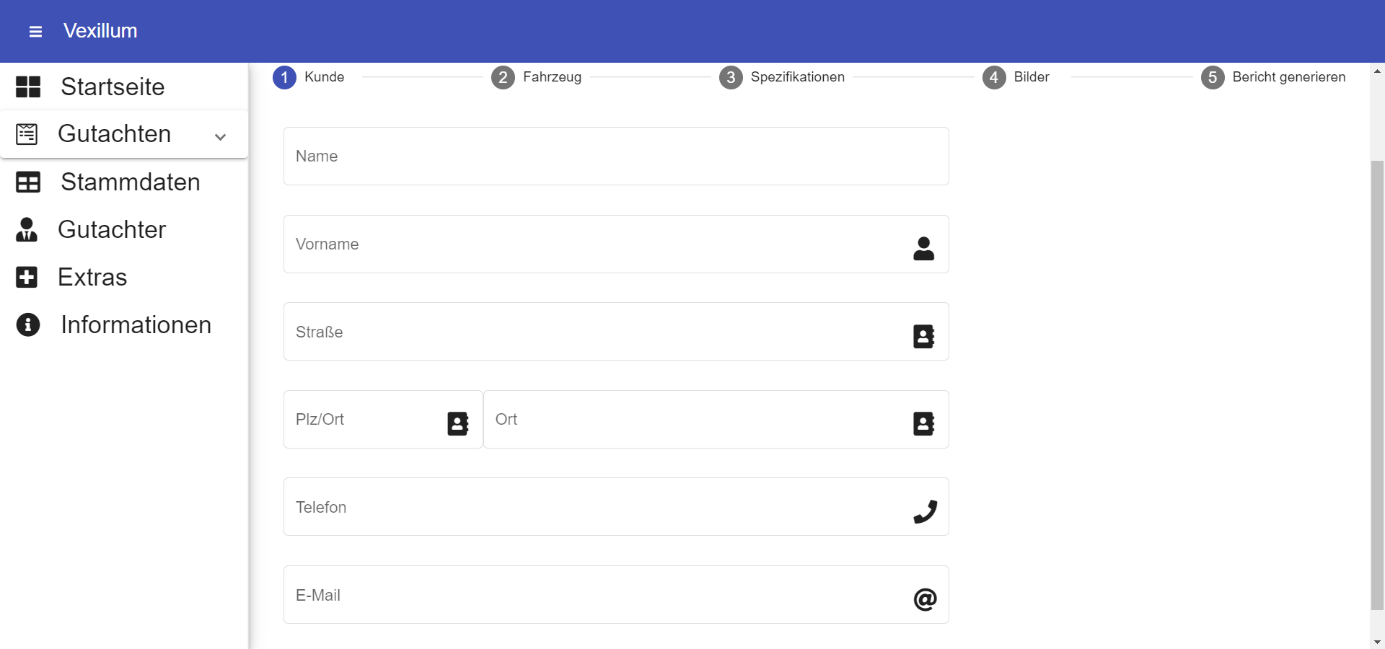 Vexillum
Startseite
Gutachten
Stammdaten
Gutachter
Extras
Informationen
1 Kunde 2 Fahrzeug 3 Spezifikationen 4 Bilder 5 Bericht generieren
Name
Vorname
Straße
Plz/Ort Ort
Telefon
E-Mail @